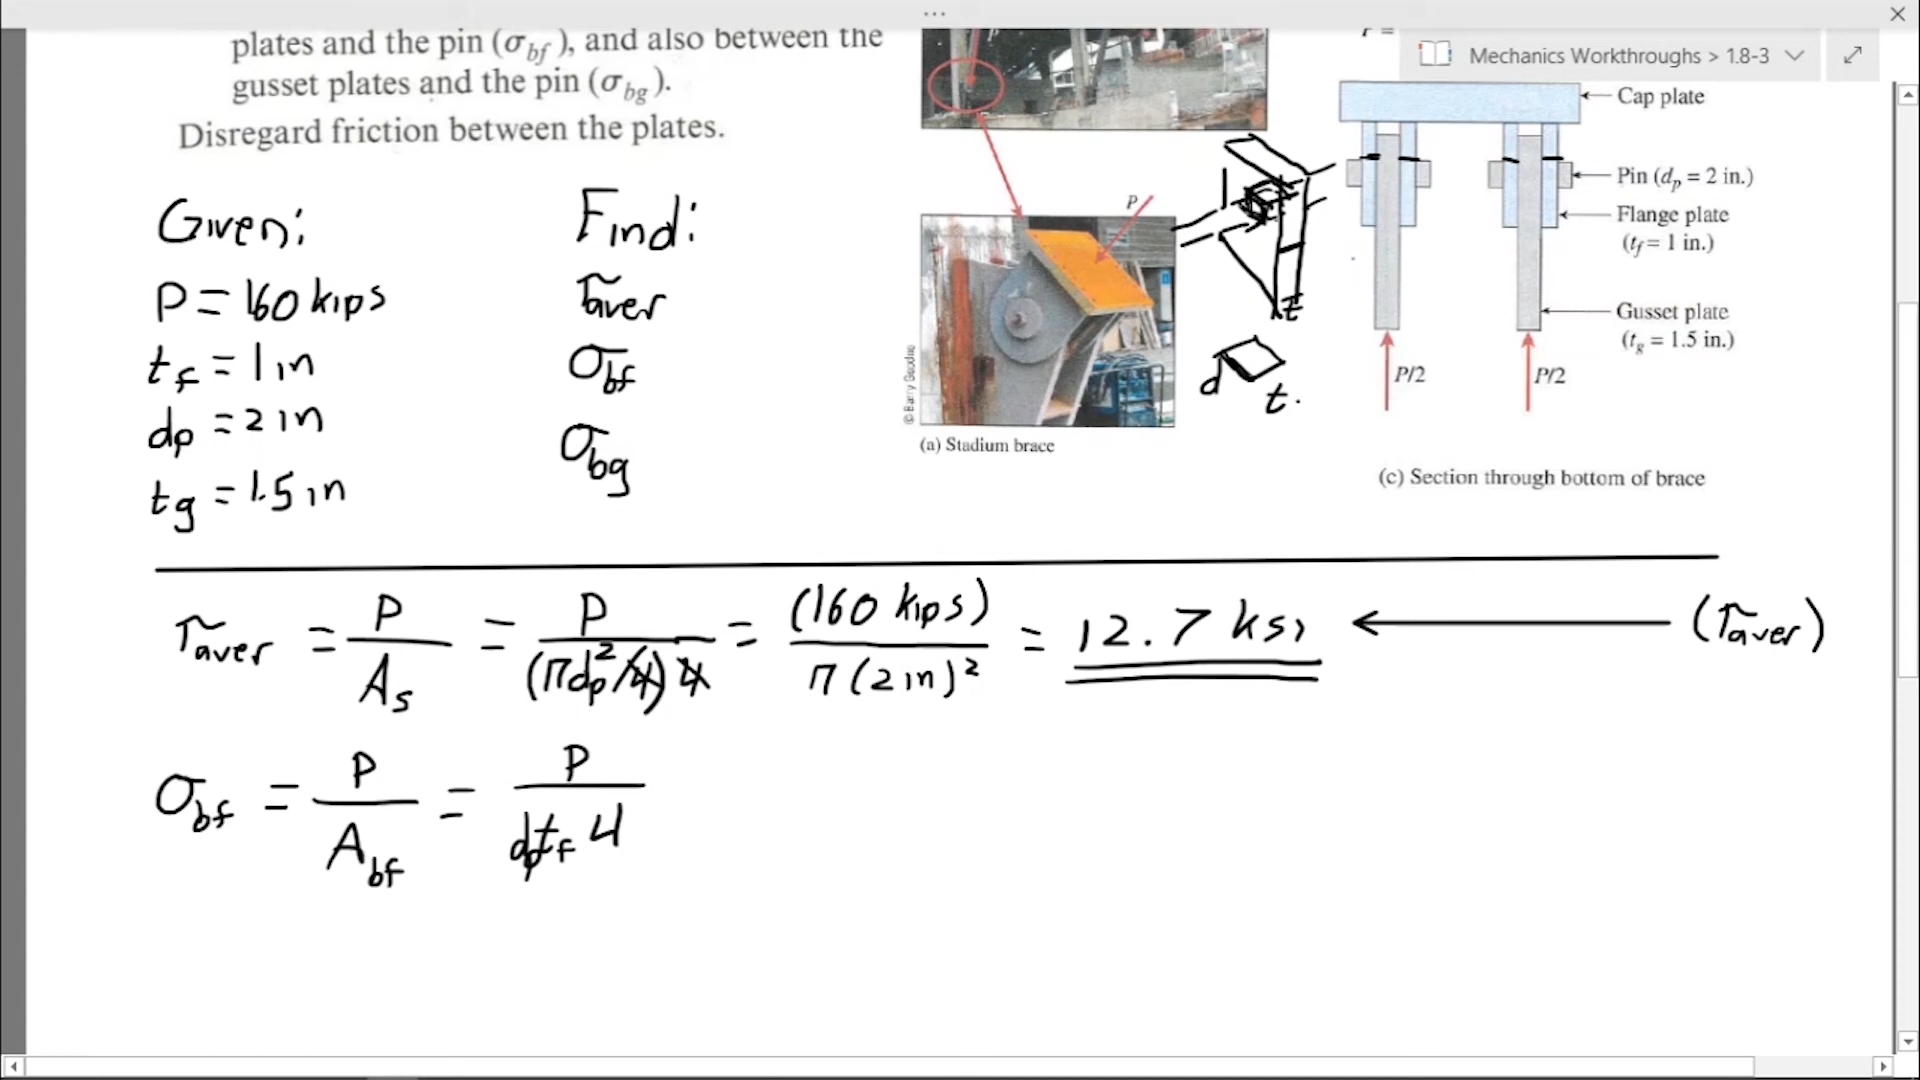 plates and the pin (σbf), and also between the
gusset plates and the pin (σbg).
Disregard friction between the plates.
Mechanics Workthroughs > 1.8-3
Cap plate
Pin (dp = 2 in.)
Flange plate
(tf = 1 in.)
Gusset plate
(tg = 1.5 in.)
P/2
P/2
(c) Section through bottom of brace
P
© Barry Goodno
(a) Stadium brace
t
d
t.
Given:
P = 160 kips
tf = 1 in
dp = 2 in
tg = 1.5 in
Find:
τaver
σbf
σbg
τaver = P/As = P/((πdp²/4)4) = (160 kips)/(π(2 in)²) = 12.7 ksi ← (τaver)
σbf = P/Abf = P/(dptf4)